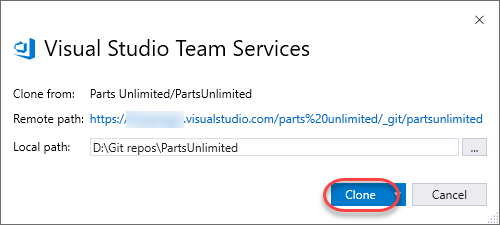 Visual Studio Team Services
Clone from: Parts Unlimited/PartsUnlimited
Remote path: https:// .visualstudio.com/parts%20unlimited/_git/partsunlimited
Local path: D:\Git repos\PartsUnlimited ...
Clone Cancel